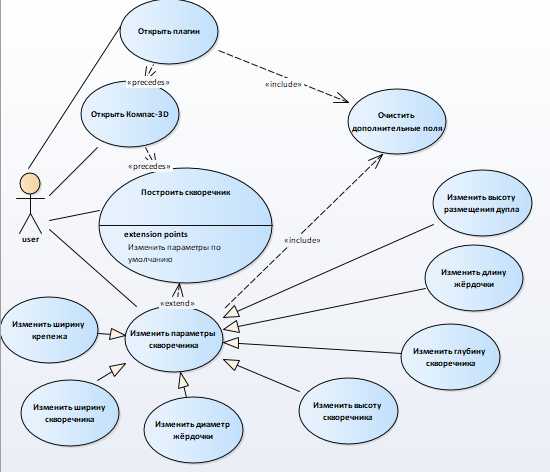 Открыть плагин
«precedes»
«include»
Открыть Компас-3D
Очистить
дополнительные поля
«precedes»
Построить скворечник
extension points
Изменить параметры по
умолчанию
user
Изменить высоту
размещения дупла
«include»
Изменить длину
жёрдочки
«extend»
Изменить ширину
крепежа
Изменить параметры
скворечника
Изменить глубину
скворечника
Изменить ширину
скворечника
Изменить диаметр
жёрдочки
Изменить высоту
скворечника